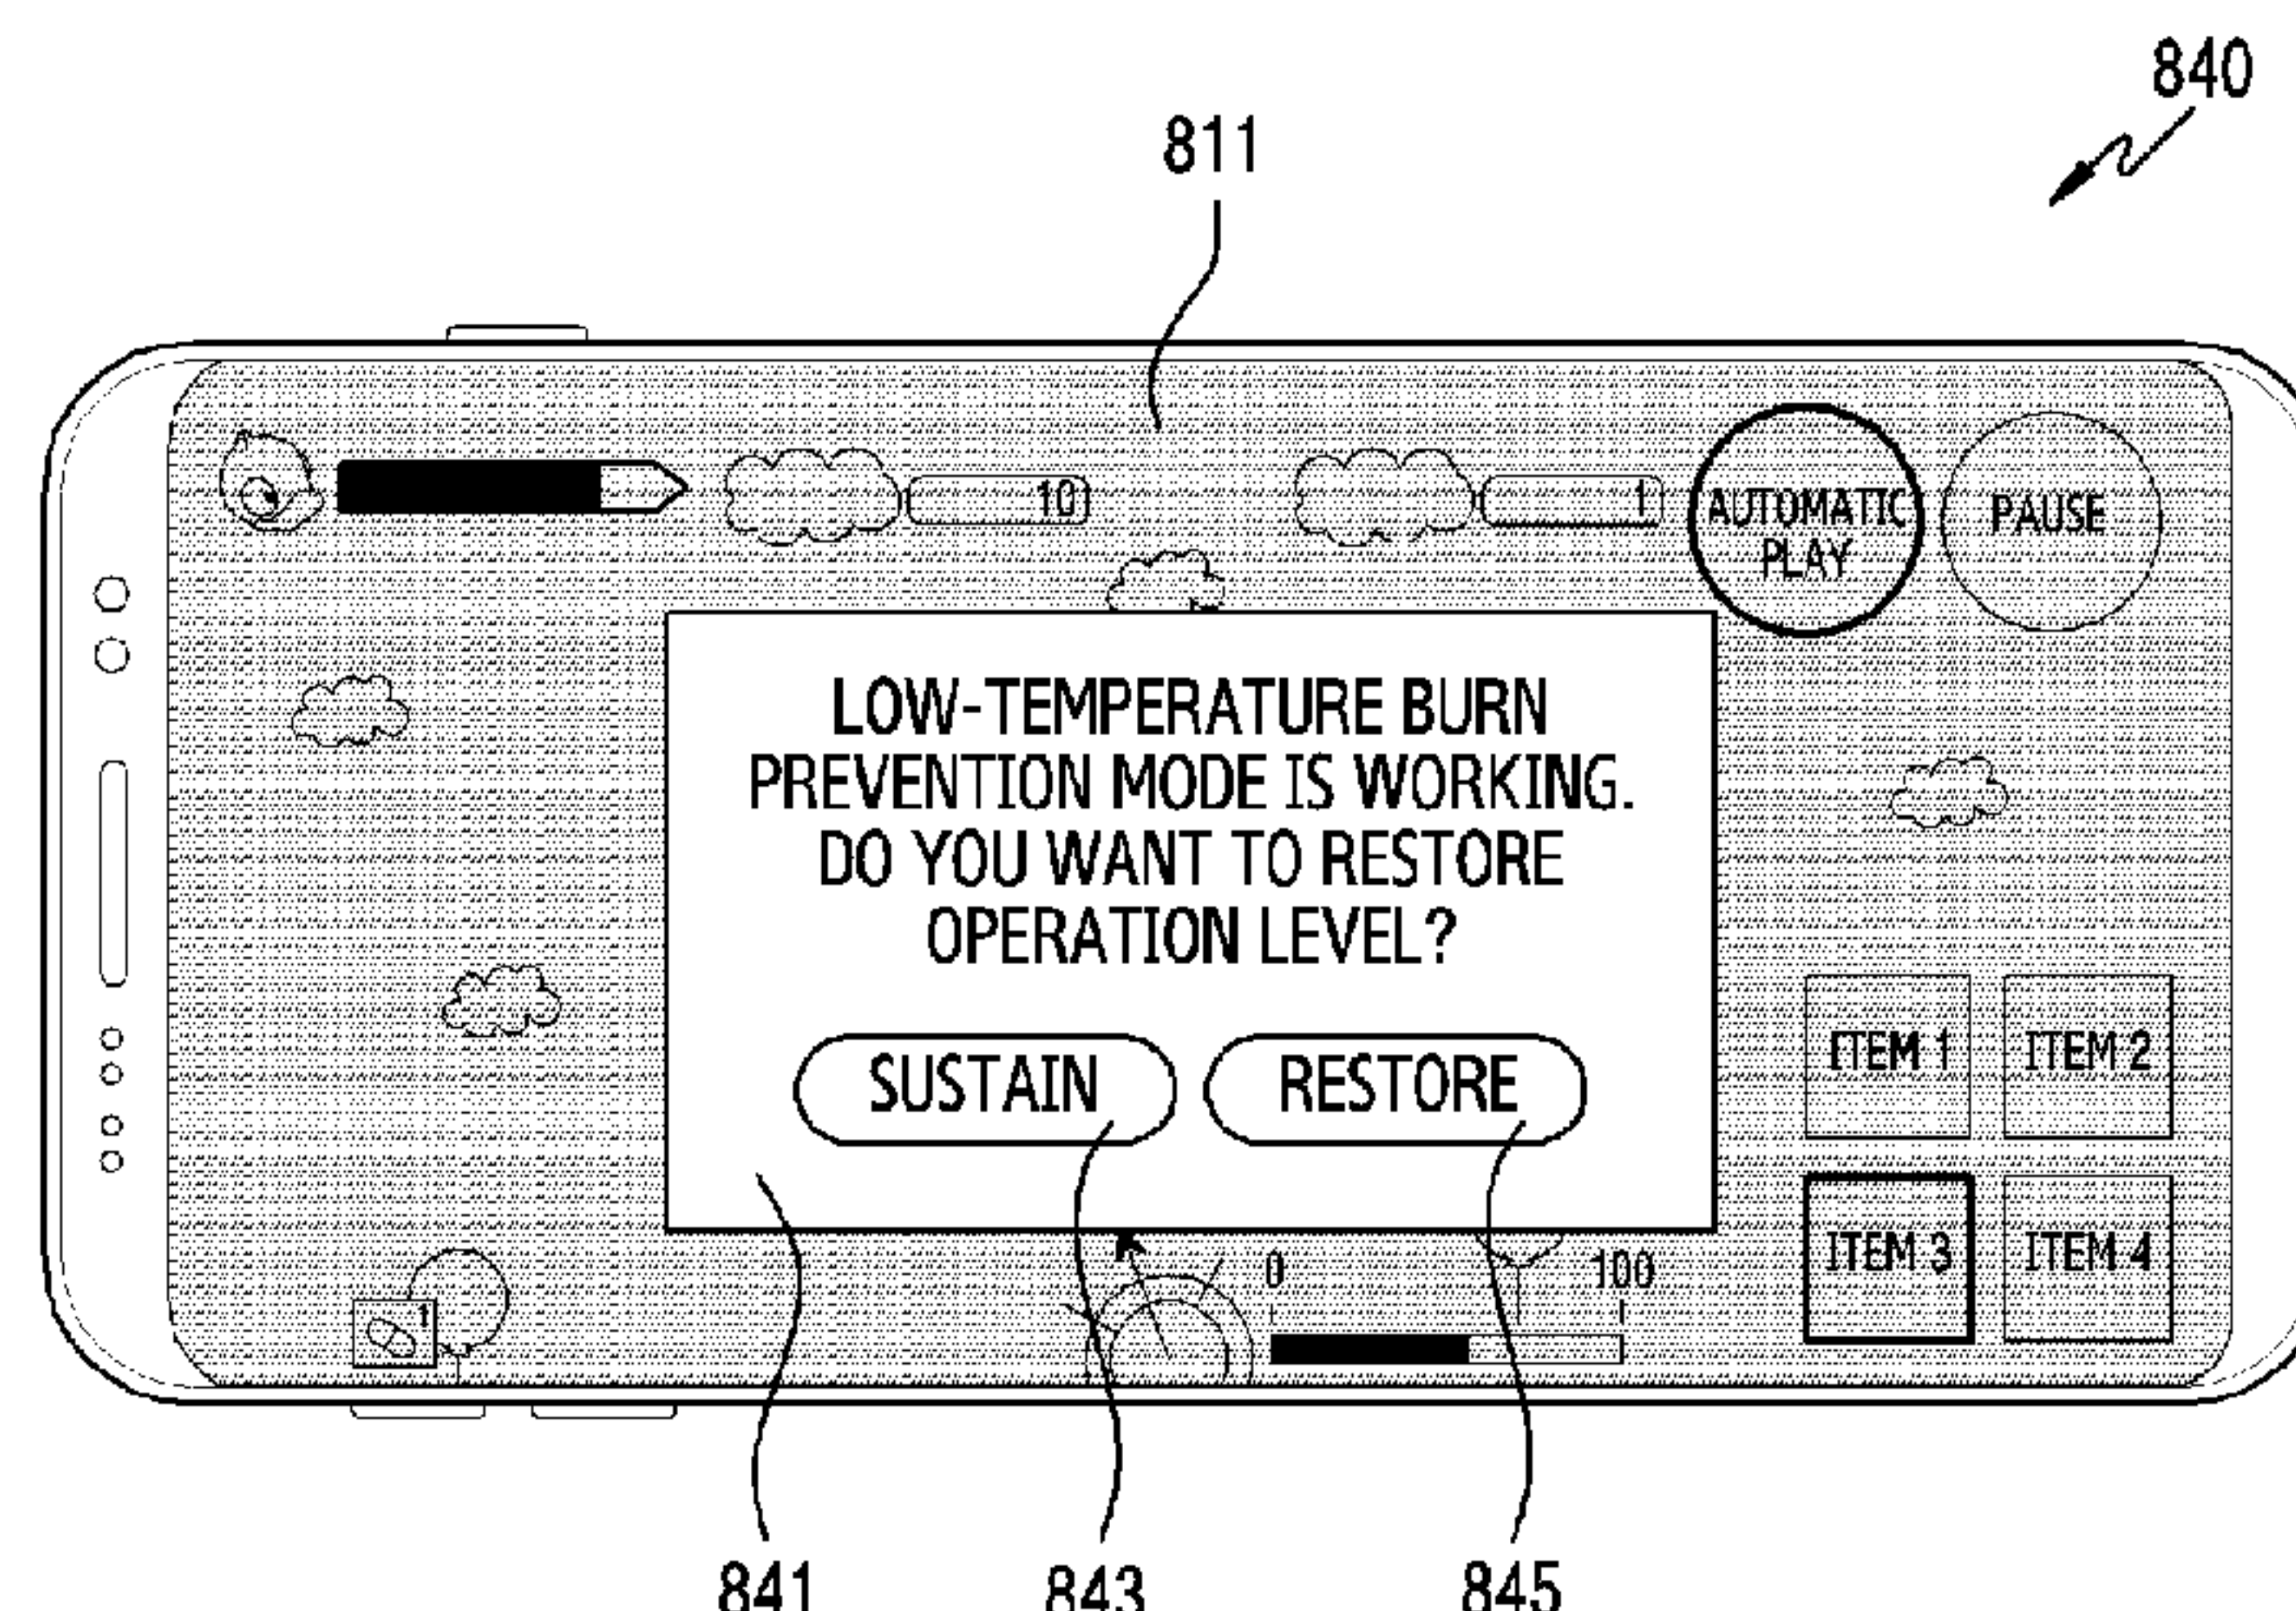 840
811
10
1
AUTOMATIC
PLAY
PAUSE
LOW-TEMPERATURE BURN
PREVENTION MODE IS WORKING.
DO YOU WANT TO RESTORE
OPERATION LEVEL?
SUSTAIN
RESTORE
ITEM 1
ITEM 2
ITEM 3
ITEM 4
1
0
100
841
843
845